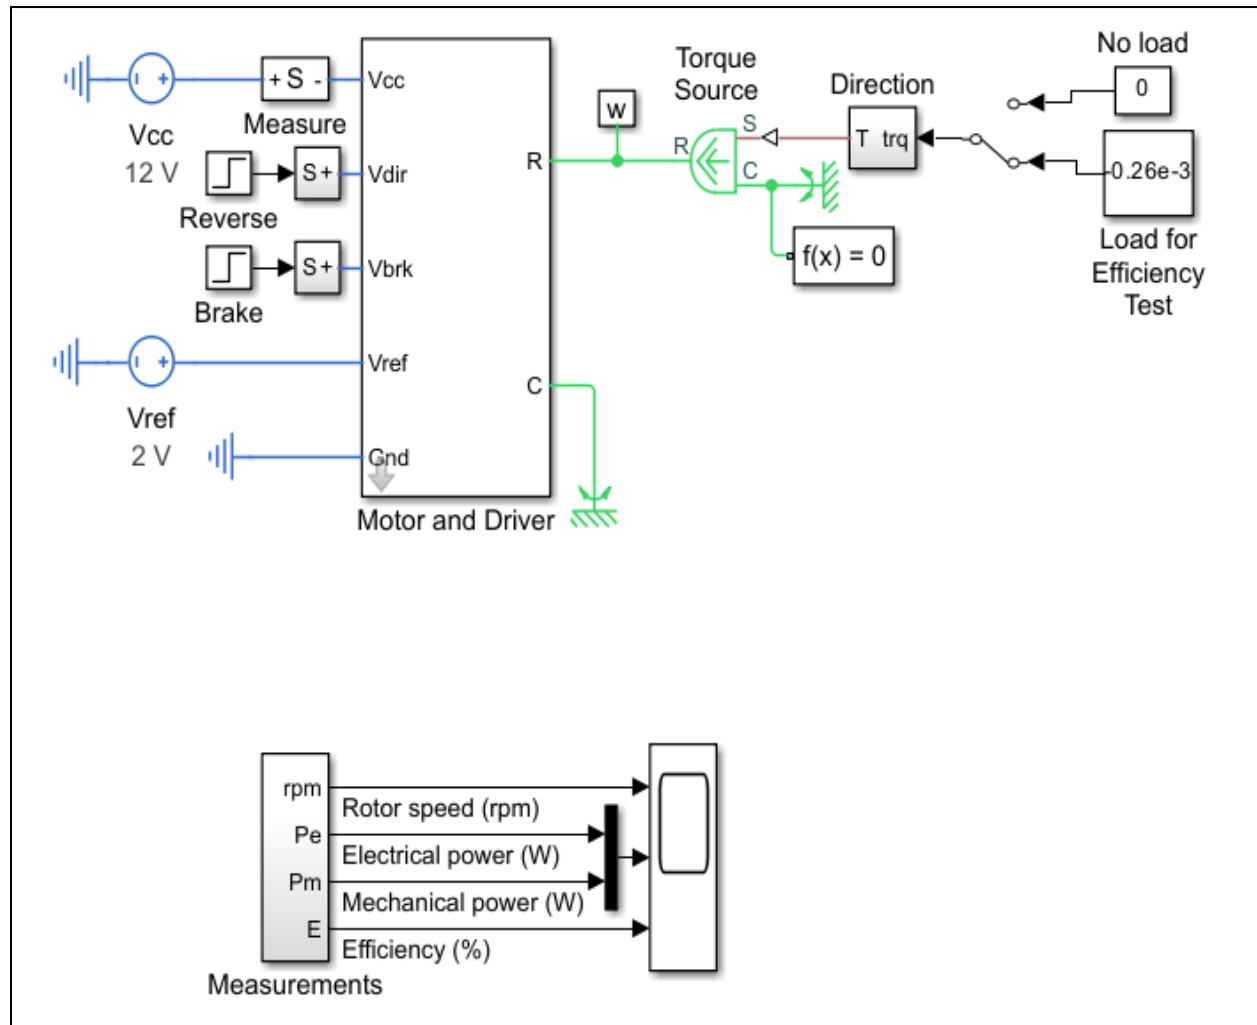 Vcc
12 V
+ S -
Measure
Reverse
S+
Brake
S+
Vref
2 V
Vcc
Vdir
Vbrk
Vref
Gnd
R
C
Motor and Driver
w
Torque
Source
R
S
C
f(x) = 0
Direction
T trq
No load
0
-0.26e-3
Load for
Efficiency
Test
rpm
Pe
Pm
E
Measurements
Rotor speed (rpm)
Electrical power (W)
Mechanical power (W)
Efficiency (%)